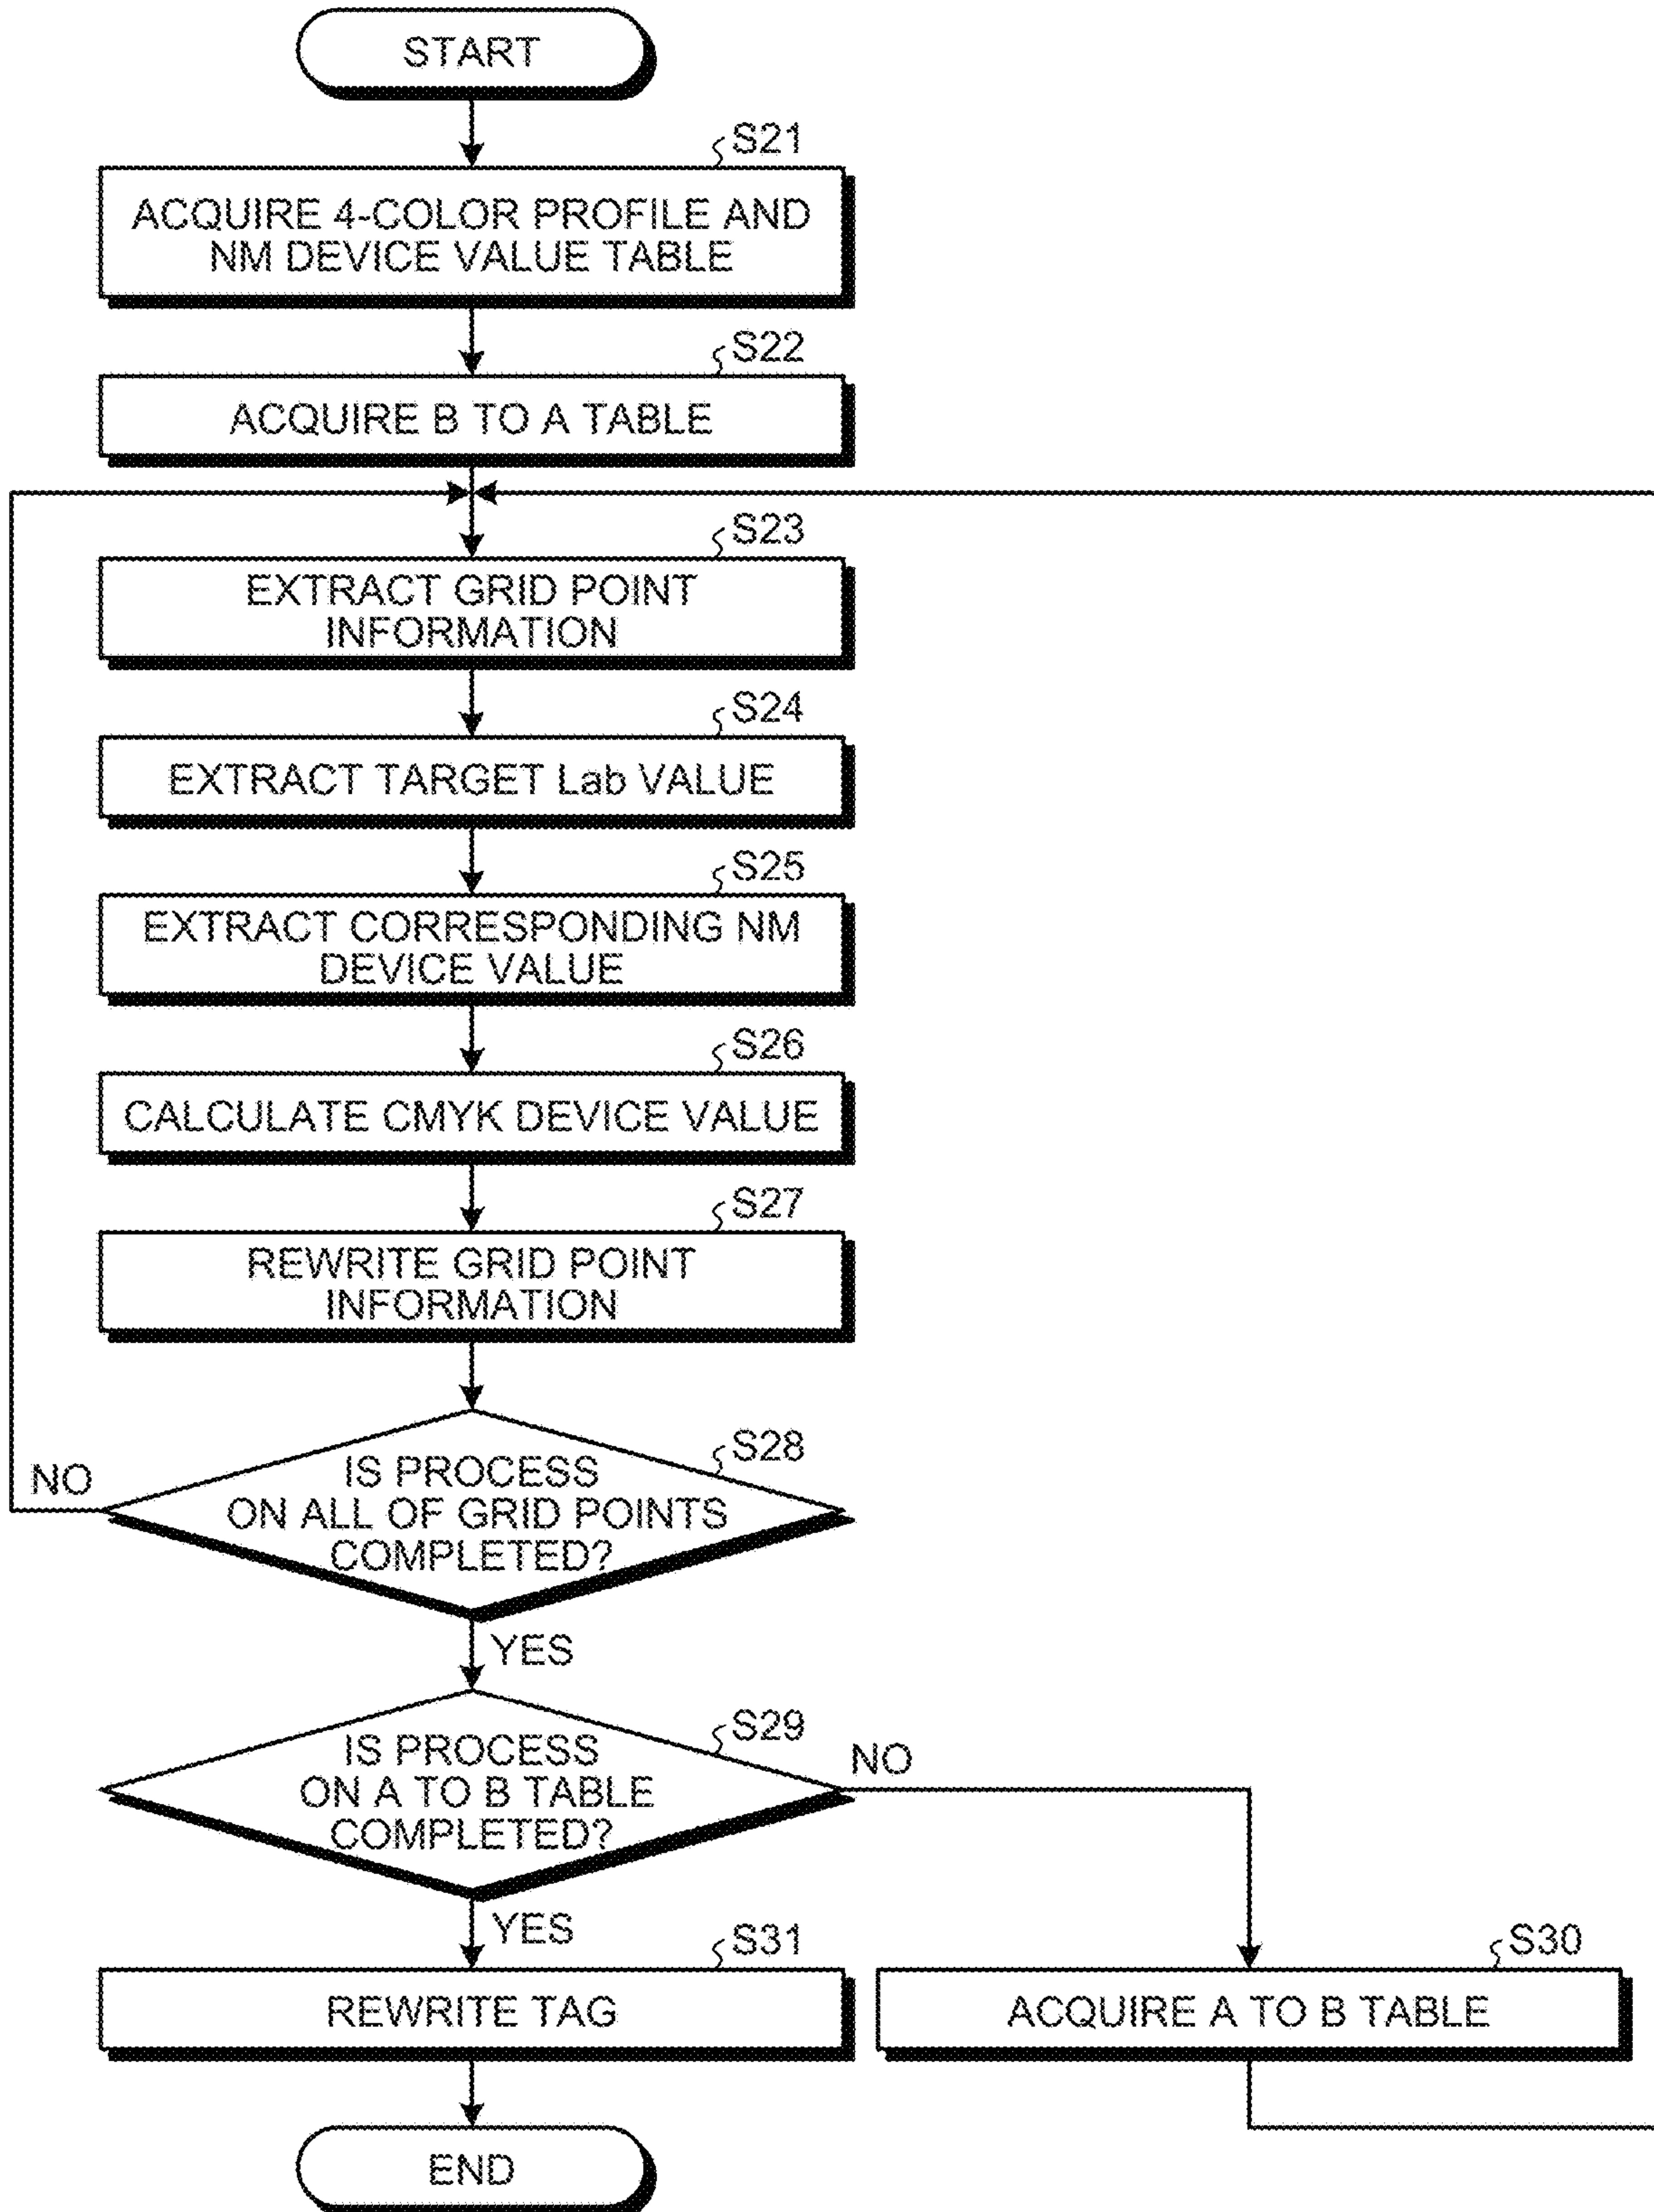 START
S21
ACQUIRE 4-COLOR PROFILE AND
NM DEVICE VALUE TABLE
S22
ACQUIRE B TO A TABLE
S23
EXTRACT GRID POINT
INFORMATION
S24
EXTRACT TARGET Lab VALUE
S25
EXTRACT CORRESPONDING NM
DEVICE VALUE
S26
CALCULATE CMYK DEVICE VALUE
S27
REWRITE GRID POINT
INFORMATION
S28
IS PROCESS
ON ALL OF GRID POINTS
COMPLETED?
NO
YES
S29
IS PROCESS
ON A TO B TABLE
COMPLETED?
NO
YES
S31
REWRITE TAG
S30
ACQUIRE A TO B TABLE
END